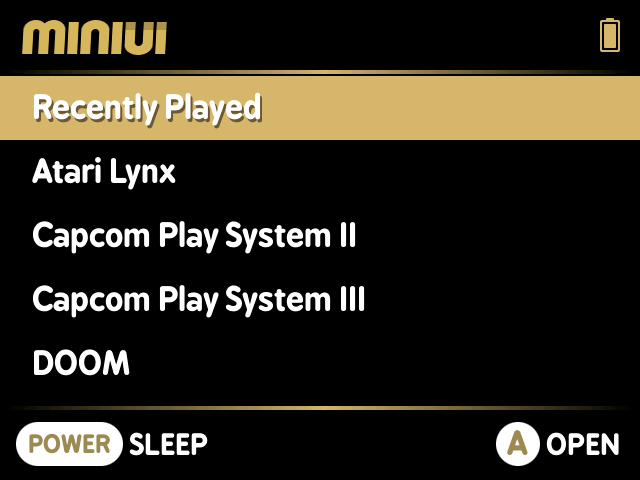 MINIUI
Recently Played
Atari Lynx
Capcom Play System II
Capcom Play System III
DOOM
POWER SLEEP
A OPEN